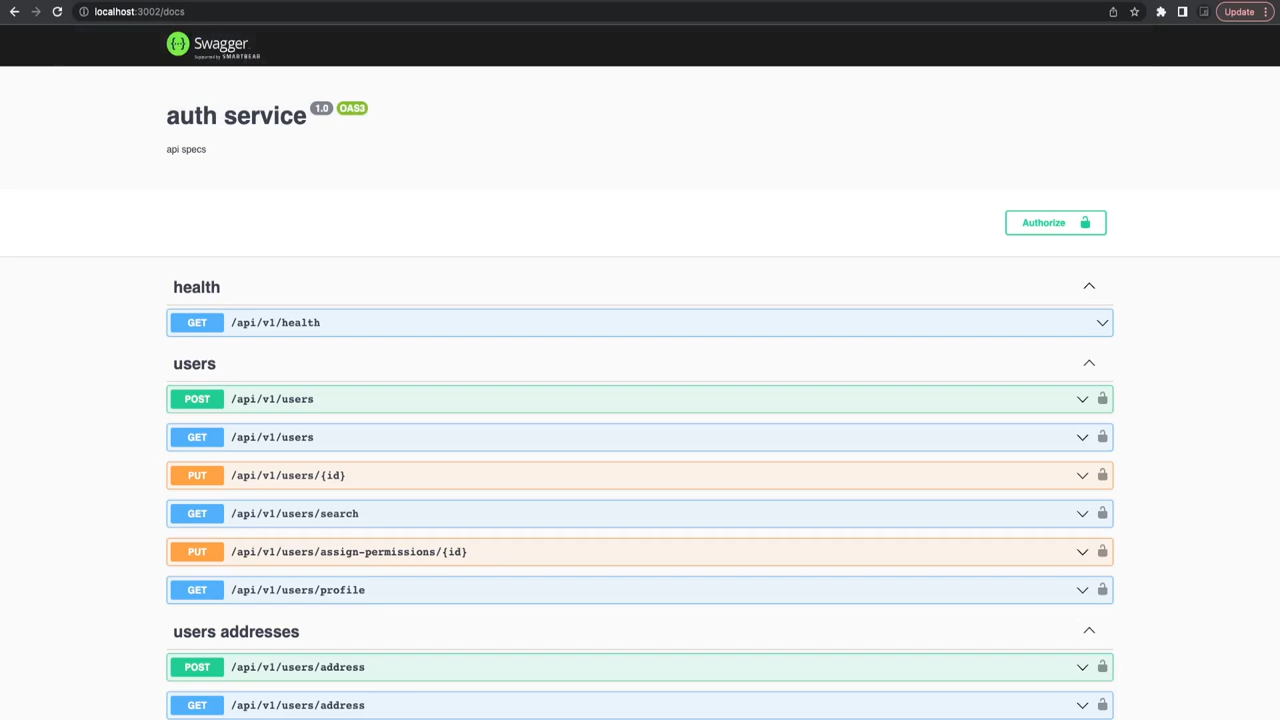 localhost:3002/docs
Update
Swagger
Supported by SMARTBEAR
auth service 1.0 OAS3
api specs
Authorize
health
GET /api/v1/health
users
POST /api/v1/users
GET /api/v1/users
PUT /api/v1/users/{id}
GET /api/v1/users/search
PUT /api/v1/users/assign-permissions/{id}
GET /api/v1/users/profile
users addresses
POST /api/v1/users/address
GET /api/v1/users/address